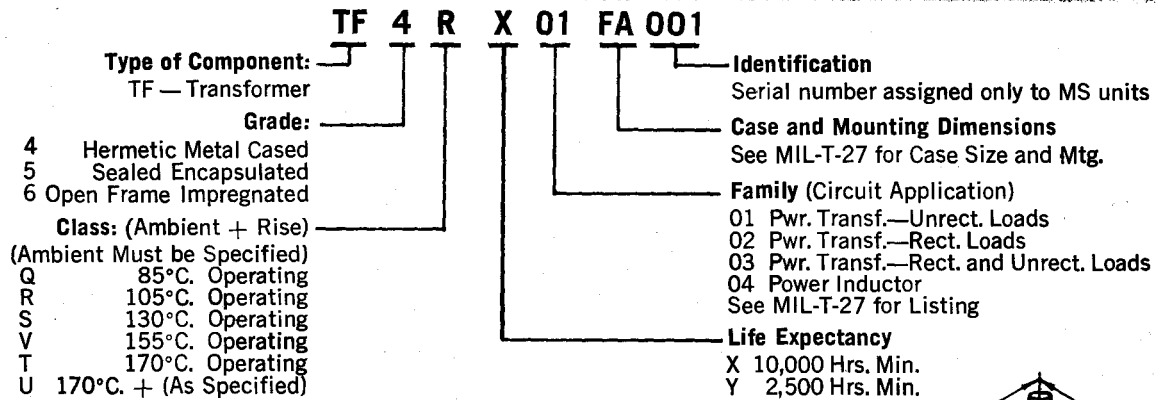 TF 4 R X 01 FA 001
Type of Component:
TF — Transformer
Grade:
4 Hermetic Metal Cased
5 Sealed Encapsulated
6 Open Frame Impregnated
Class: (Ambient + Rise)
(Ambient Must be Specified)
Q 85°C. Operating
R 105°C. Operating
S 130°C. Operating
V 155°C. Operating
T 170°C. Operating
U 170°C. + (As Specified)
Identification
Serial number assigned only to MS units
Case and Mounting Dimensions
See MIL-T-27 for Case Size and Mtg.
Family (Circuit Application)
01 Pwr. Transf.—Unrect. Loads
02 Pwr. Transf.—Rect. Loads
03 Pwr. Transf.—Rect. and Unrect. Loads
04 Power Inductor
See MIL-T-27 for Listing
Life Expectancy
X 10,000 Hrs. Min.
Y 2,500 Hrs. Min.